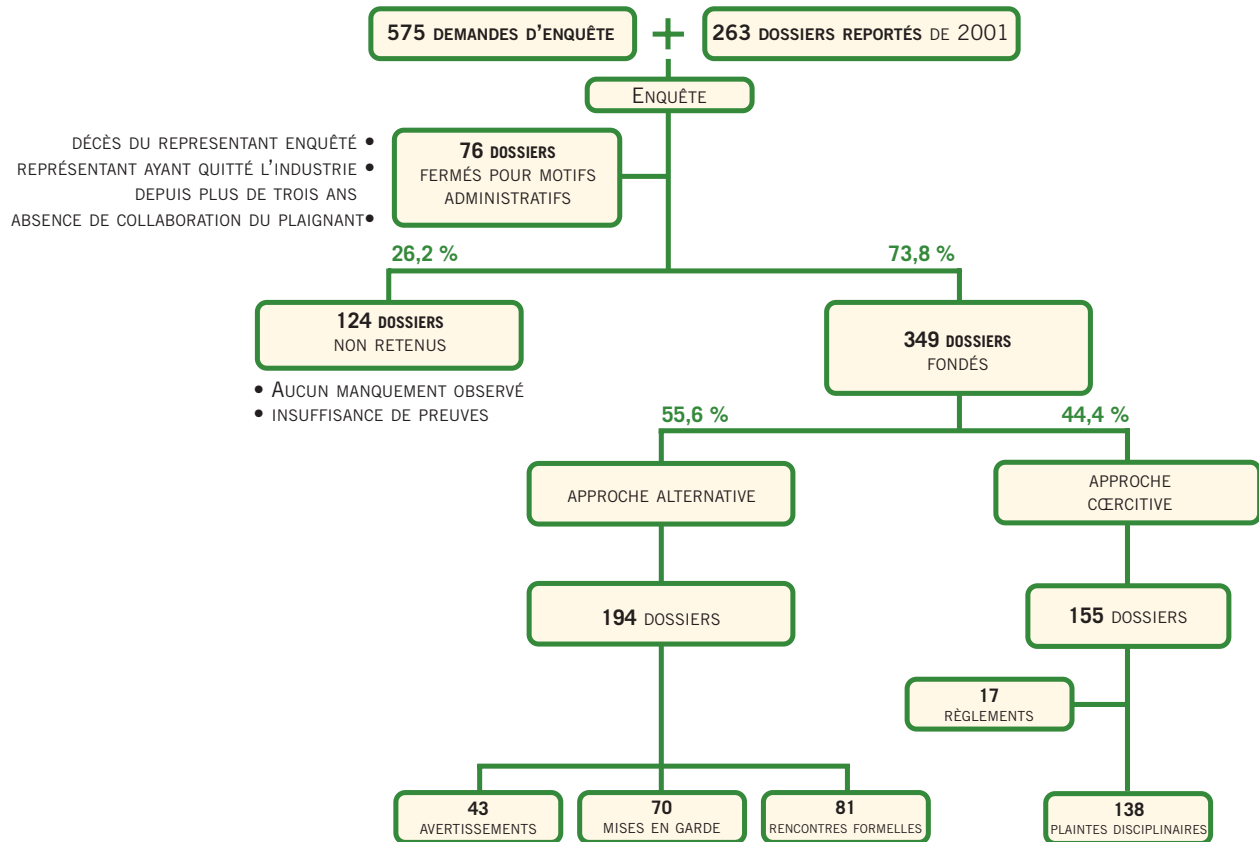 575 DEMANDES D'ENQUÊTE + 263 DOSSIERS REPORTÉS DE 2001
ENQUÊTE
DÉCÈS DU REPRESENTANT ENQUÊTÉ •
REPRÉSENTANT AYANT QUITTÉ L'INDUSTRIE •
DEPUIS PLUS DE TROIS ANS
ABSENCE DE COLLABORATION DU PLAIGNANT •
76 DOSSIERS
FERMÉS POUR MOTIFS
ADMINISTRATIFS
26,2 %
73,8 %
124 DOSSIERS
NON RETENUS
• AUCUN MANQUEMENT OBSERVÉ
• INSUFFISANCE DE PREUVES
349 DOSSIERS
FONDÉS
55,6 %
44,4 %
APPROCHE ALTERNATIVE
APPROCHE
CŒRCITIVE
194 DOSSIERS
155 DOSSIERS
17
RÈGLEMENTS
43
AVERTISSEMENTS
70
MISES EN GARDE
81
RENCONTRES FORMELLES
138
PLAINTES DISCIPLINAIRES